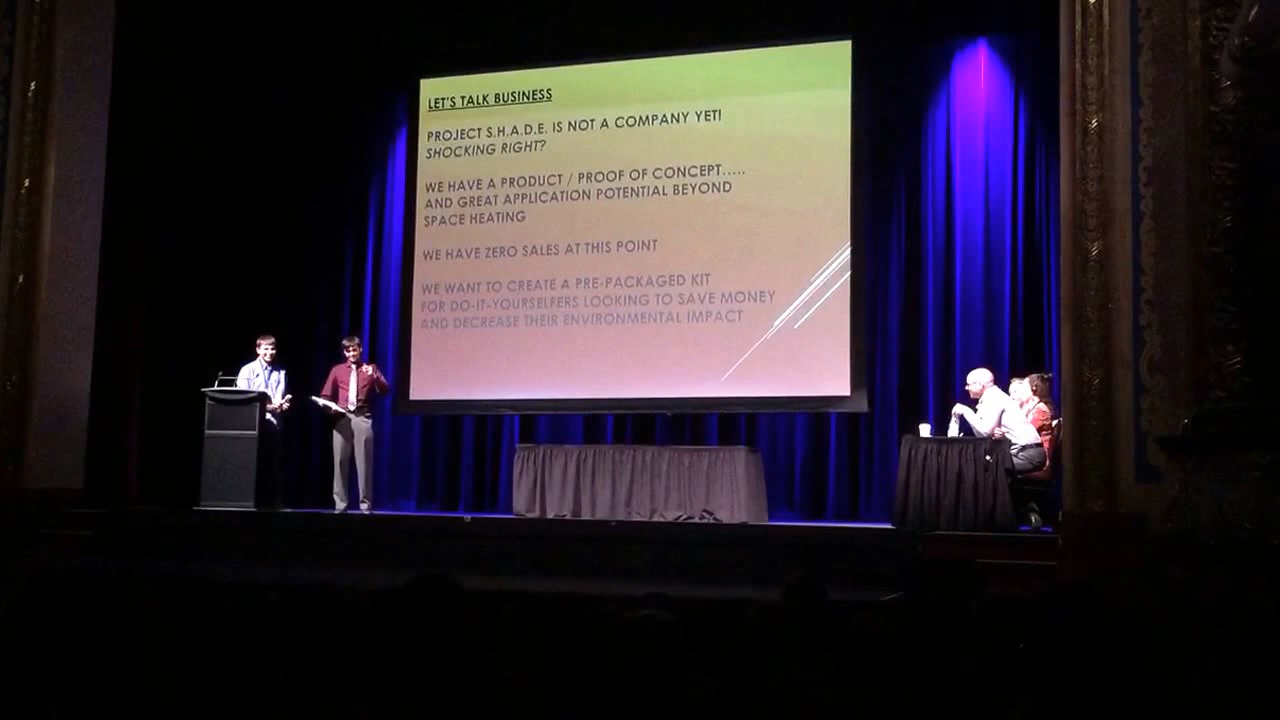 LET'S TALK BUSINESS
PROJECT S.H.A.D.E. IS NOT A COMPANY YET!
SHOCKING RIGHT?
WE HAVE A PRODUCT / PROOF OF CONCEPT.....
AND GREAT APPLICATION POTENTIAL BEYOND
SPACE HEATING
WE HAVE ZERO SALES AT THIS POINT
WE WANT TO CREATE A PRE-PACKAGED KIT
FOR DO-IT-YOURSELFERS LOOKING TO SAVE MONEY
AND DECREASE THEIR ENVIRONMENTAL IMPACT